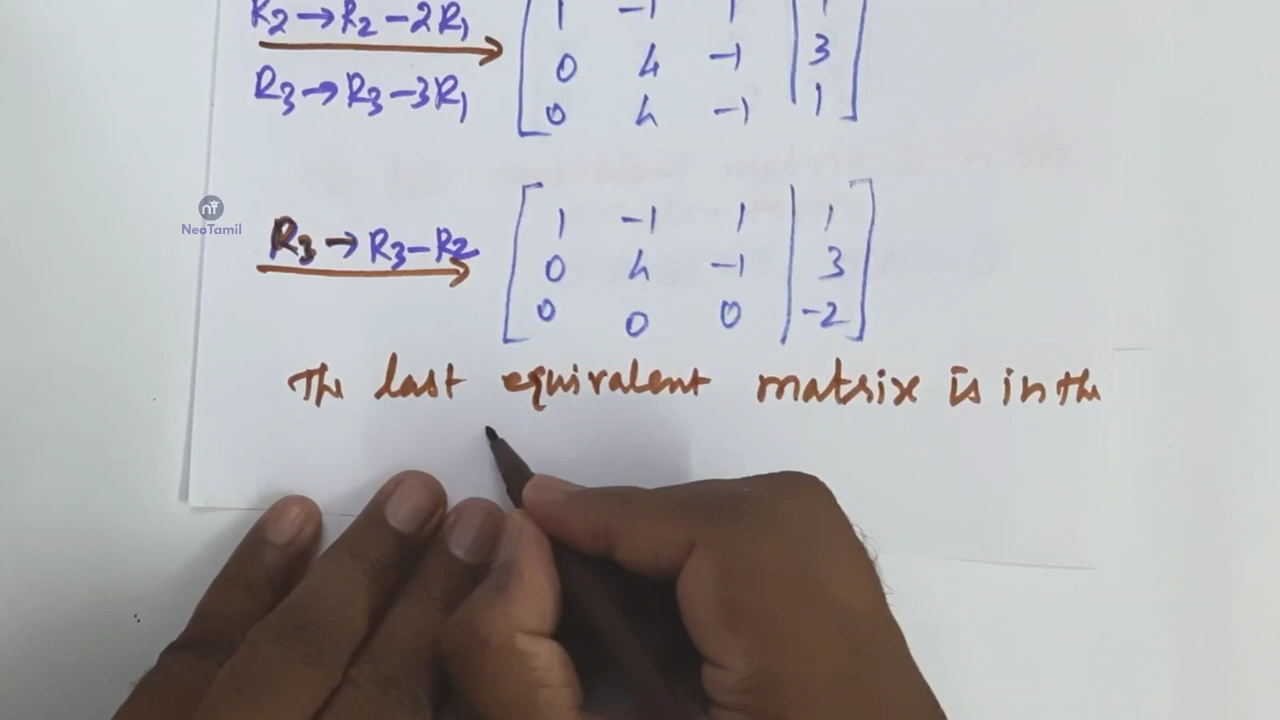 R2→R2-2R1 [1 -1 1 | 1]
R3→R3-3R1 [0 4 -1 | 3]
[0 4 -1 | 1]
NeoTamil
R3→R3-R2 [1 -1 1 | 1]
[0 4 -1 | 3]
[0 0 0 | -2]
The last equivalent matrix is in the